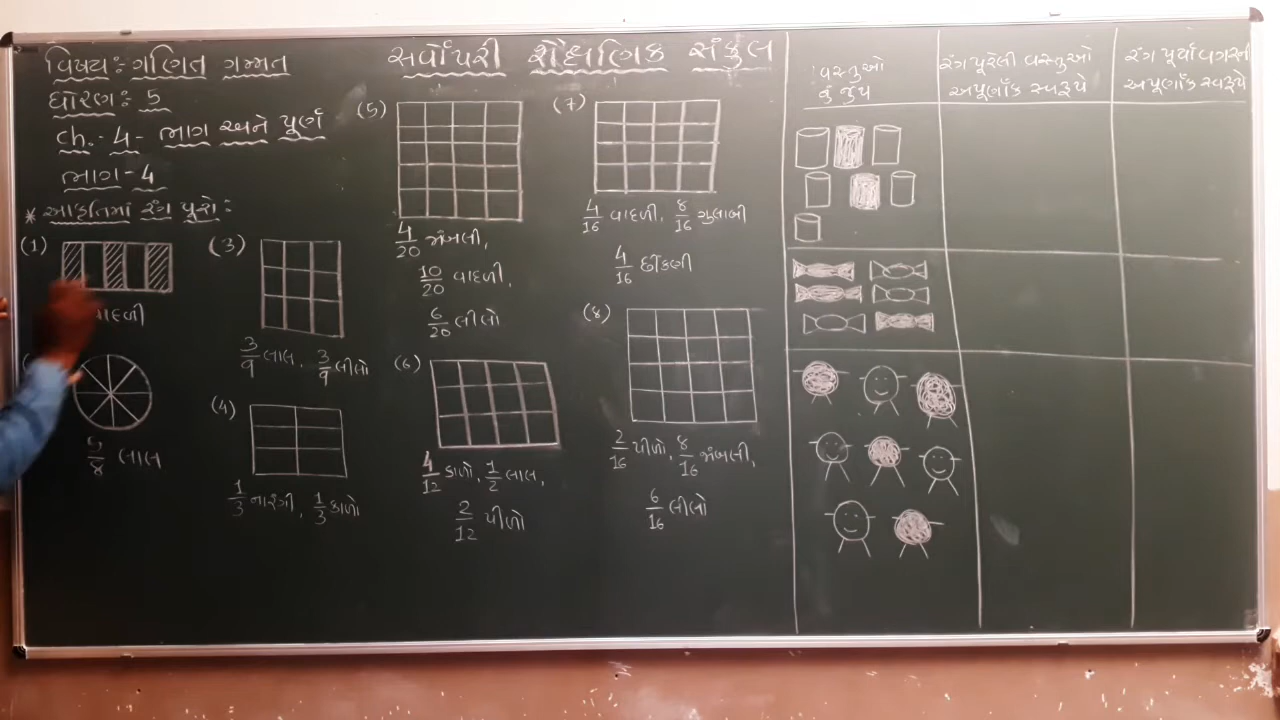 વિષય: ગણિત ગમ્મત
ધોરણ: 5
Ch.- 4 - ભાગ અને પૂર્ણ
ભાગ - 4
* આકૃતિમાં રંગ પૂરો:
સર્વોપરી શૈક્ષણિક સંકુલ
(1)
વાદળી
5/8 લાલ
(3)
3/9 લાલ, 3/9 લીલો
(4)
1/3 નારંગી, 1/3 કાળો
(5)
4/20 જાંબલી,
10/20 વાદળી,
6/20 લીલો
(6)
4/12 કાળો, 1/2 લાલ,
2/12 પીળો
(7)
4/16 વાદળી, 8/16 ગુલાબી
4/16 છીંકણી
(8)
2/16 પીળો, 8/16 જાંબલી,
6/16 લીલો
વસ્તુઓ
નું જુથ
રંગ પૂરેલી વસ્તુઓ
અપૂર્ણાંક સ્વરૂપે
રંગ પૂર્યા વગરની
અપૂર્ણાંક સ્વરૂપે